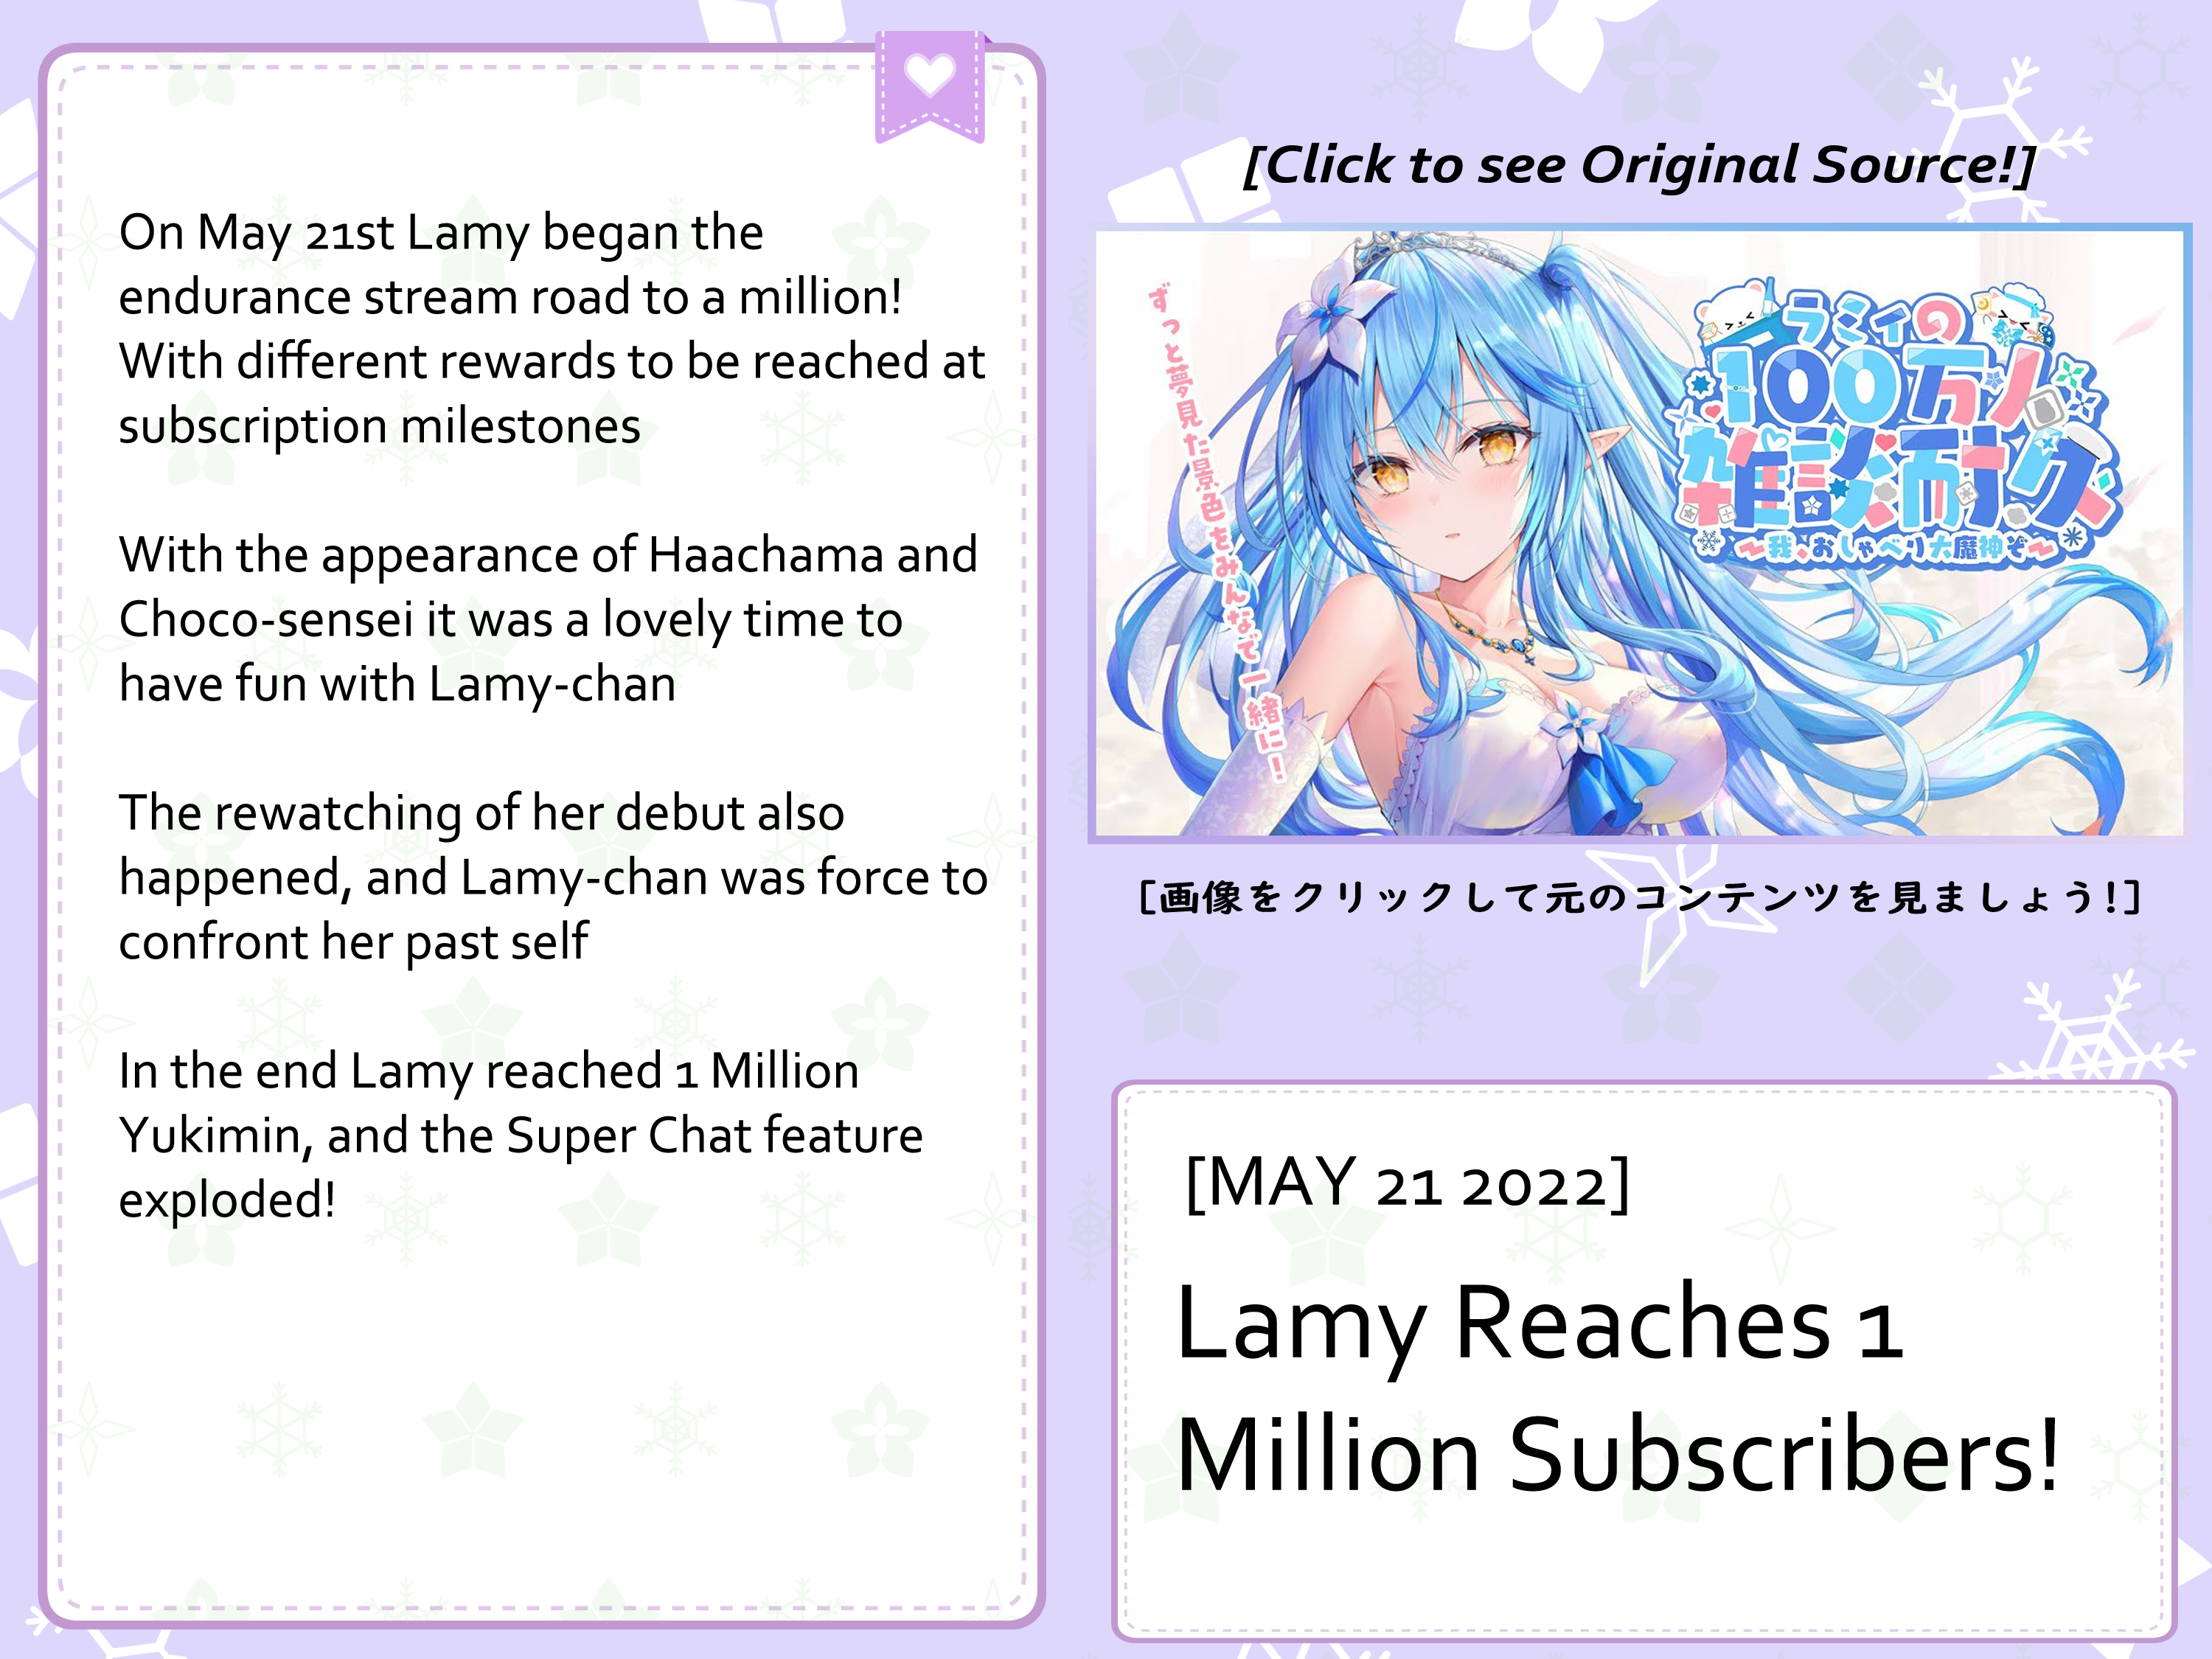 On May 21st Lamy began the
endurance stream road to a million!
With different rewards to be reached at
subscription milestones
With the appearance of Haachama and
Choco-sensei it was a lovely time to
have fun with Lamy-chan
The rewatching of her debut also
happened, and Lamy-chan was force to
confront her past self
In the end Lamy reached 1 Million
Yukimin, and the Super Chat feature
exploded!
[Click to see Original Source!]
ずっと夢見た景色をみんなで一緒に!
ラミィの
100万人
雑談耐久
〜我、おしゃべり大魔神ぞ〜
[画像をクリックして元のコンテンツを見ましょう!]
[MAY 21 2022]
Lamy Reaches 1
Million Subscribers!